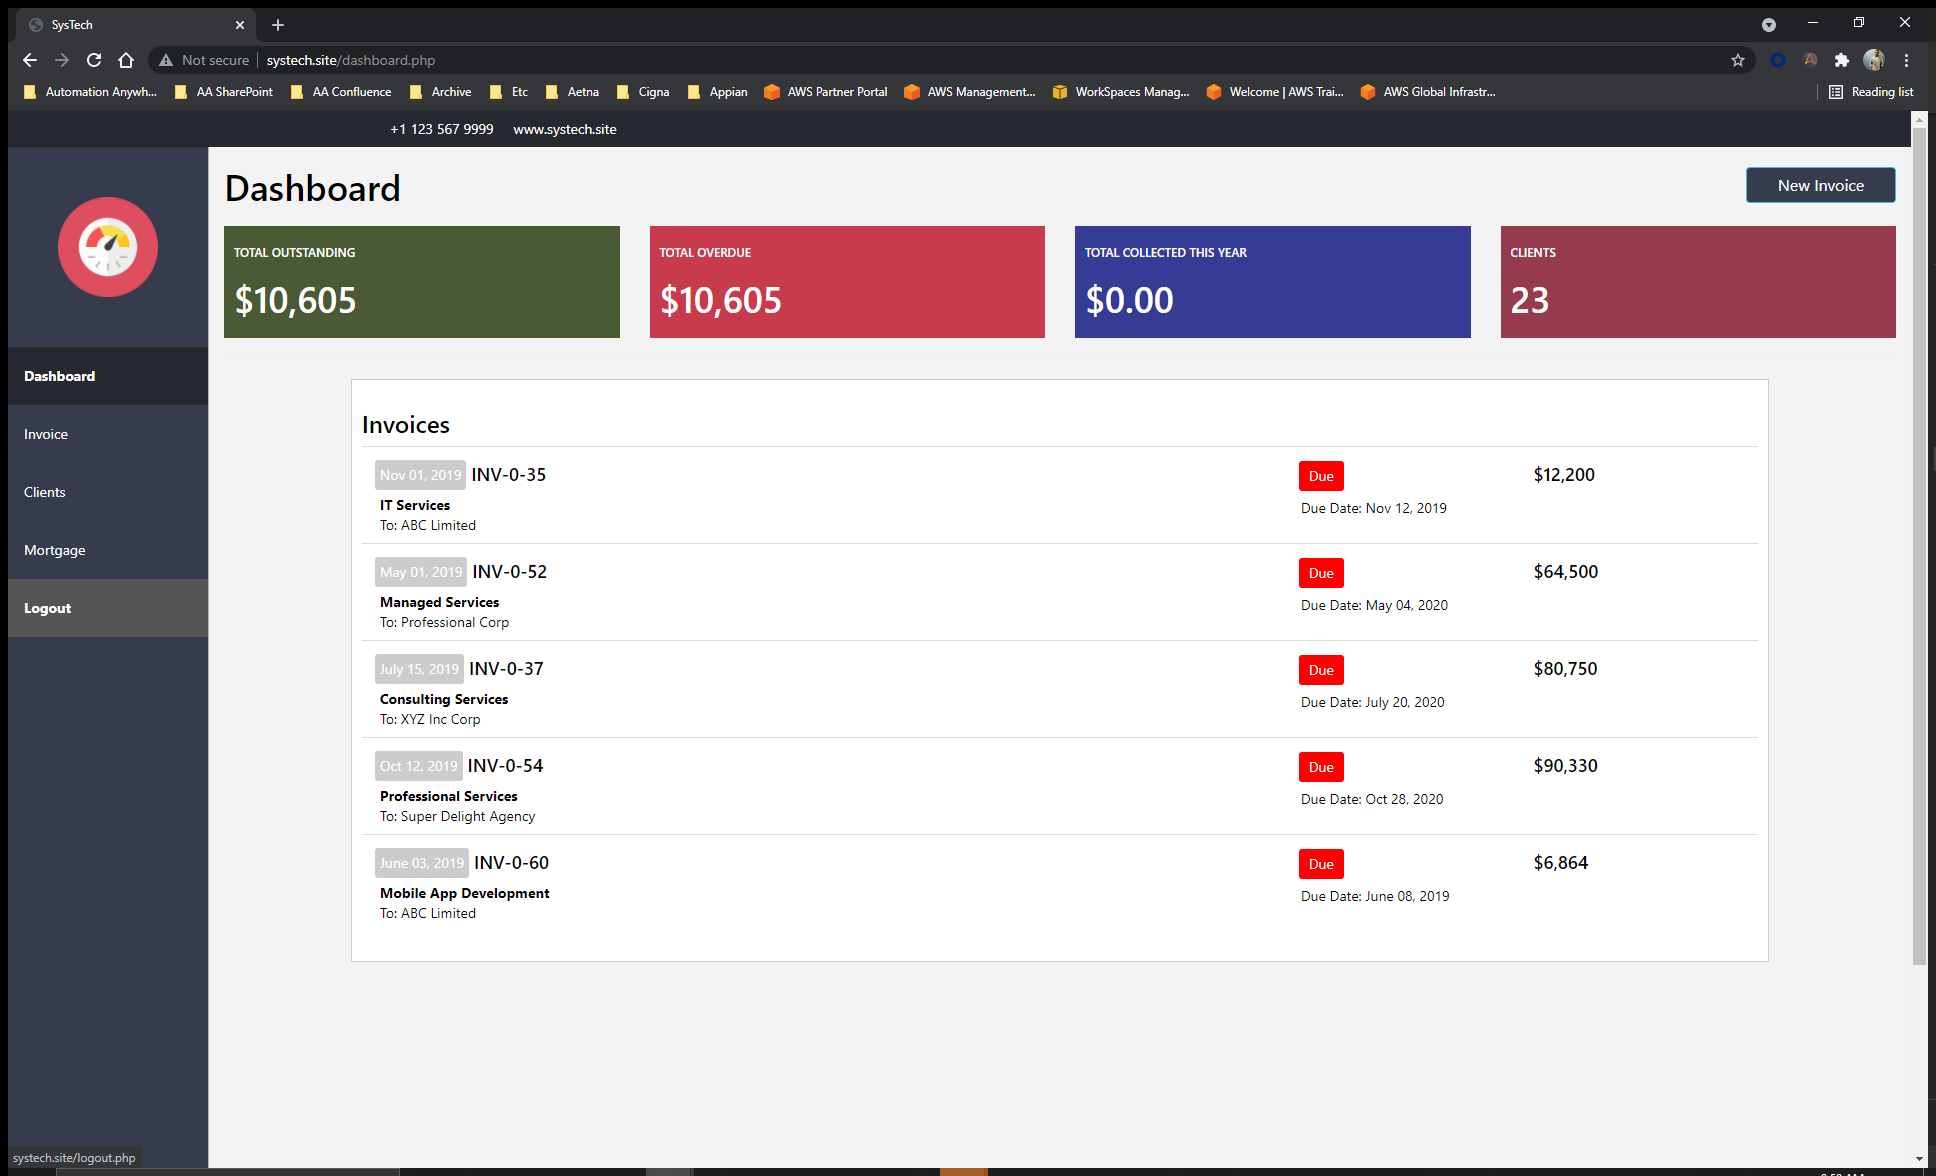 SysTech
Not secure systech.site/dashboard.php
Automation Anywh... AA SharePoint AA Confluence Archive Etc Aetna Cigna Appian AWS Partner Portal AWS Management... WorkSpaces Manag... Welcome | AWS Trai... AWS Global Infrastr... Reading list
+1 123 567 9999 www.systech.site
Dashboard
New Invoice
TOTAL OUTSTANDING
$10,605
TOTAL OVERDUE
$10,605
TOTAL COLLECTED THIS YEAR
$0.00
CLIENTS
23
Dashboard
Invoice
Clients
Mortgage
Logout
Invoices
Nov 01, 2019 INV-0-35 Due $12,200
IT Services Due Date: Nov 12, 2019
To: ABC Limited
May 01, 2019 INV-0-52 Due $64,500
Managed Services Due Date: May 04, 2020
To: Professional Corp
July 15, 2019 INV-0-37 Due $80,750
Consulting Services Due Date: July 20, 2020
To: XYZ Inc Corp
Oct 12, 2019 INV-0-54 Due $90,330
Professional Services Due Date: Oct 28, 2020
To: Super Delight Agency
June 03, 2019 INV-0-60 Due $6,864
Mobile App Development Due Date: June 08, 2019
To: ABC Limited
systech.site/logout.php